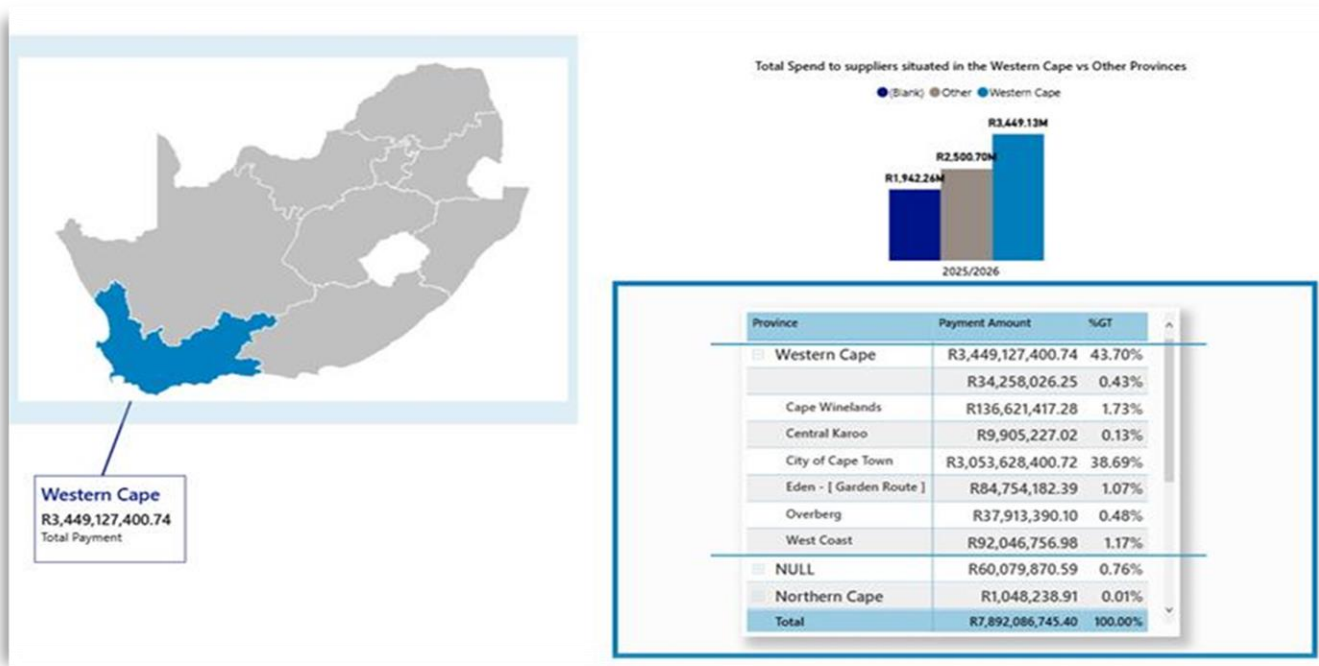 Western Cape
R3,449,127,400.74
Total Payment
Total Spend to suppliers situated in the Western Cape vs Other Provinces
(Blank) Other Western Cape
R3,449.13M
R2,500.70M
R1,942.26M
2025/2026
Province Payment Amount %GT
Western Cape R3,449,127,400.74 43.70%
R34,258,026.25 0.43%
Cape Winelands R136,621,417.28 1.73%
Central Karoo R9,905,227.02 0.13%
City of Cape Town R3,053,628,400.72 38.69%
Eden - [ Garden Route ] R84,754,182.39 1.07%
Overberg R37,913,390.10 0.48%
West Coast R92,046,756.98 1.17%
NULL R60,079,870.59 0.76%
Northern Cape R1,048,238.91 0.01%
Total R7,892,086,745.40 100.00%